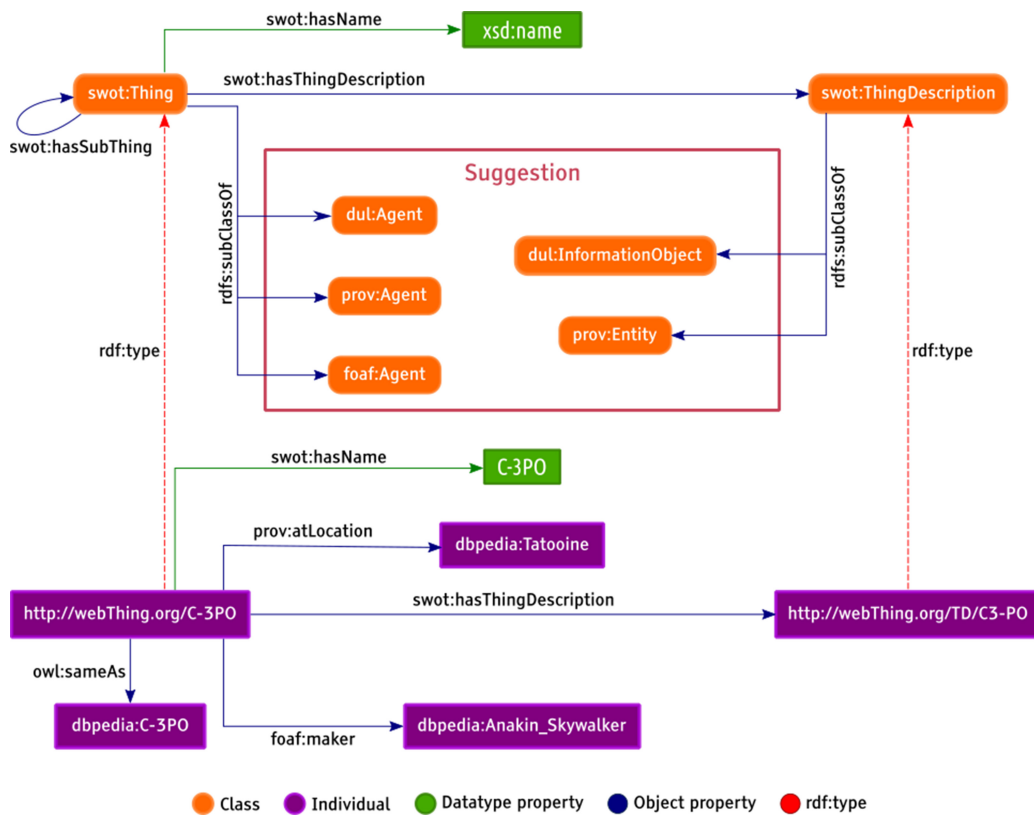 swot:hasName
xsd:name
swot:Thing
swot:hasThingDescription
swot:ThingDescription
swot:hasSubThing
Suggestion
rdfs:subClassOf
dul:Agent
prov:Agent
foaf:Agent
dul:InformationObject
prov:Entity
rdfs:subClassOf
rdf:type
rdf:type
swot:hasName
C-3PO
prov:atLocation
dbpedia:Tatooine
http://webThing.org/C-3PO
swot:hasThingDescription
http://webThing.org/TD/C3-PO
owl:sameAs
dbpedia:C-3PO
foaf:maker
dbpedia:Anakin_Skywalker
Class
Individual
Datatype property
Object property
rdf:type